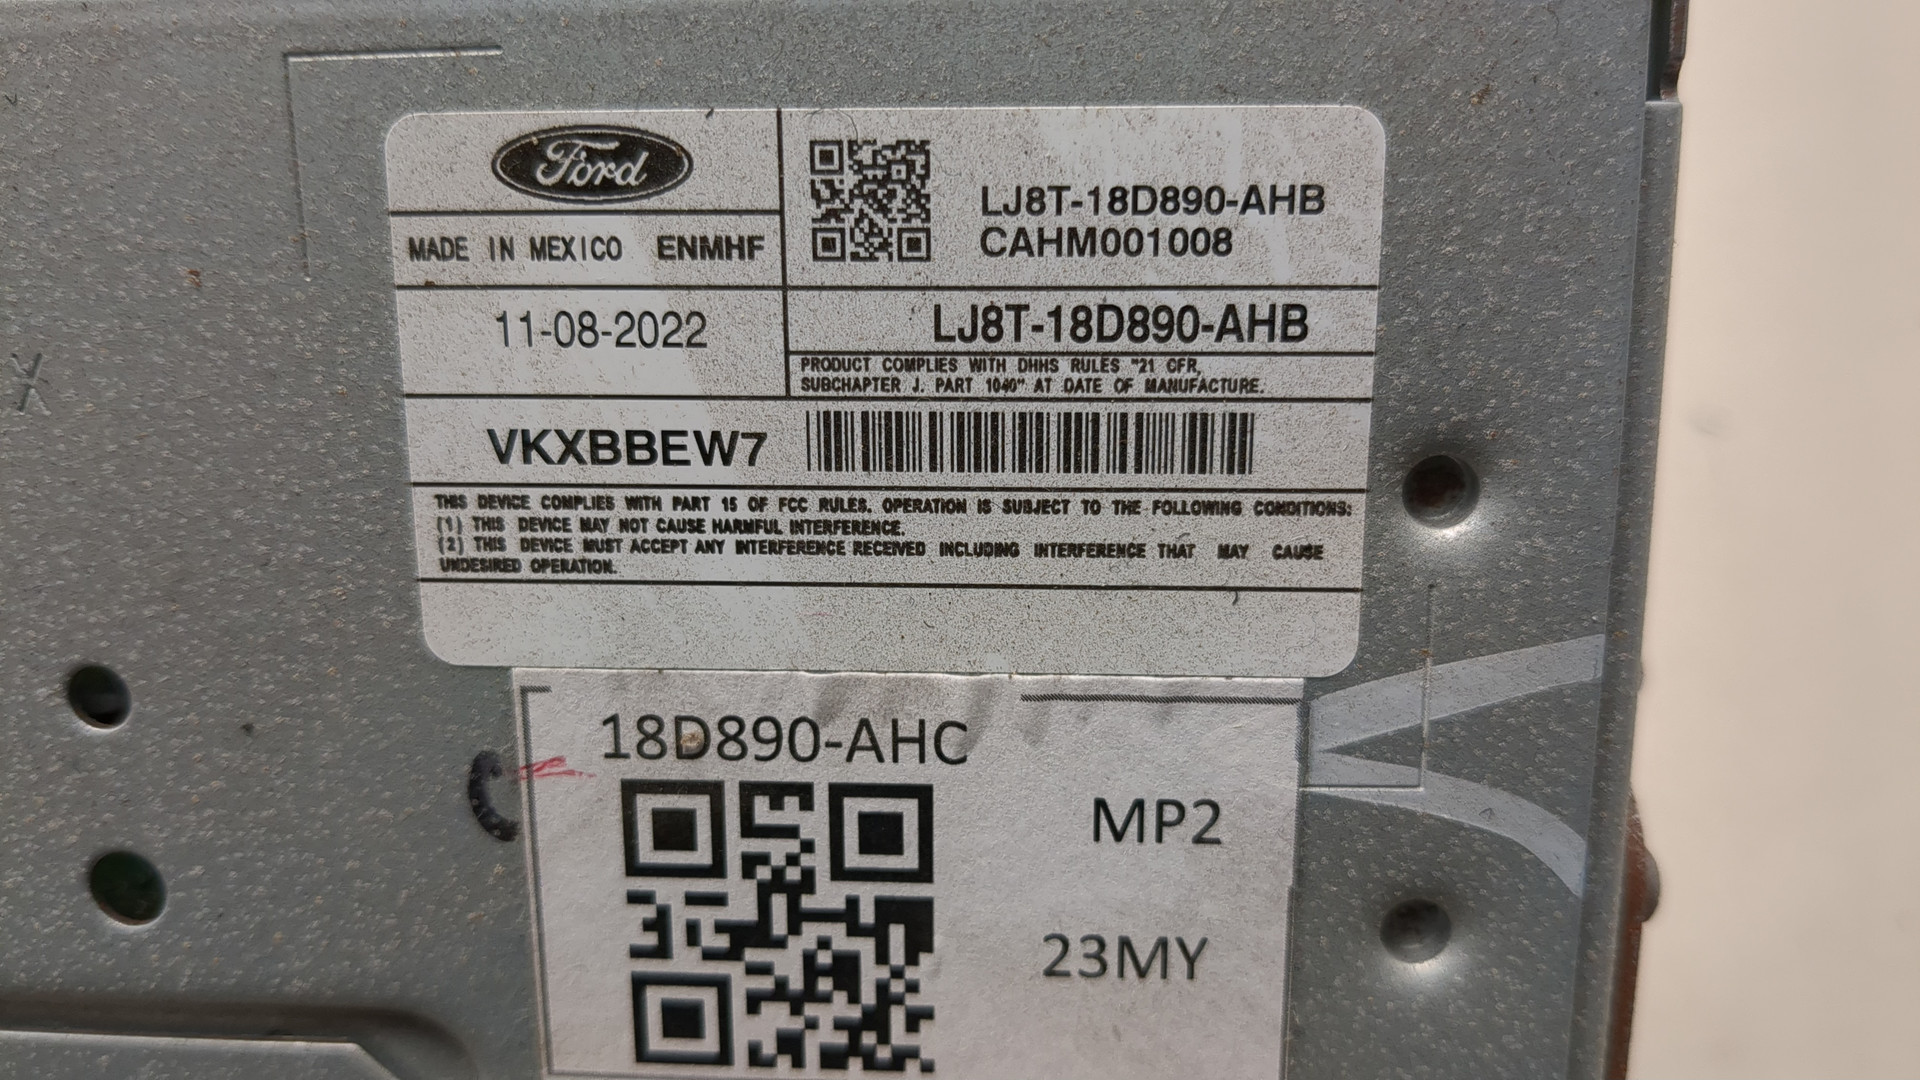 Ford
MADE IN MEXICO ENMHF
11-08-2022
LJ8T-18D890-AHB
CAHM001008
LJ8T-18D890-AHB
PRODUCT COMPLIES WITH DHHS RULES "21 CFR,
SUBCHAPTER J. PART 1040" AT DATE OF MANUFACTURE.
VKXBBEW7
THIS DEVICE COMPLIES WITH PART 15 OF FCC RULES. OPERATION IS SUBJECT TO THE FOLLOWING CONDITIONS:
(1) THIS DEVICE MAY NOT CAUSE HARMFUL INTERFERENCE.
(2) THIS DEVICE MUST ACCEPT ANY INTERFERENCE RECEIVED INCLUDING INTERFERENCE THAT MAY CAUSE
UNDESIRED OPERATION.
18D890-AHC
MP2
23MY